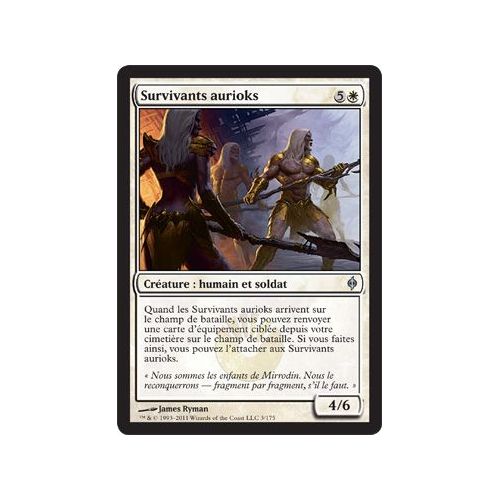 Survivants aurioks 5
Créature : humain et soldat
Quand les Survivants aurioks arrivent sur
le champ de bataille, vous pouvez renvoyer
une carte d'équipement ciblée depuis votre
cimetière sur le champ de bataille. Si vous faites
ainsi, vous pouvez l'attacher aux Survivants
aurioks.
« Nous sommes les enfants de Mirrodin. Nous le
reconquerrons — fragment par fragment, s'il le faut. »
4/6
James Ryman
™ & © 1993–2011 Wizards of the Coast LLC 3/175